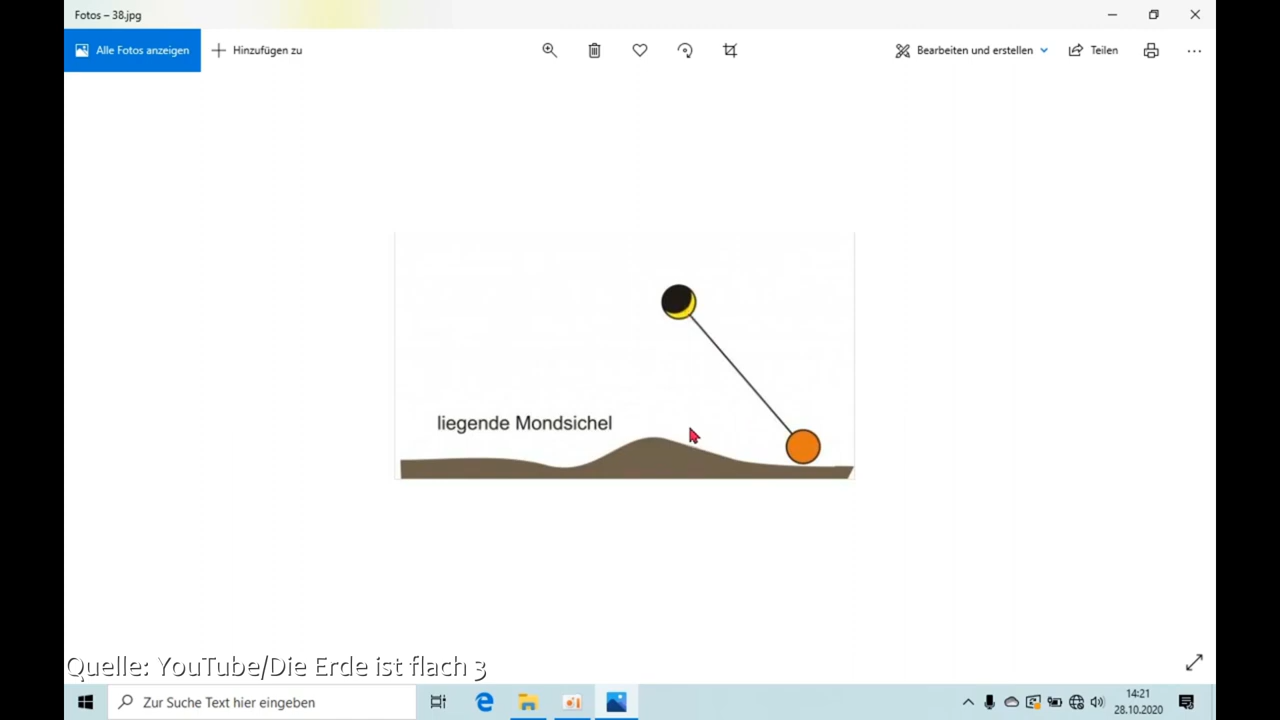 Fotos – 38.jpg
Alle Fotos anzeigen
Hinzufügen zu
Bearbeiten und erstellen
Teilen
liegende Mondsichel
Quelle: YouTube/Die Erde ist flach 3
Zur Suche Text hier eingeben
14:21
28.10.2020